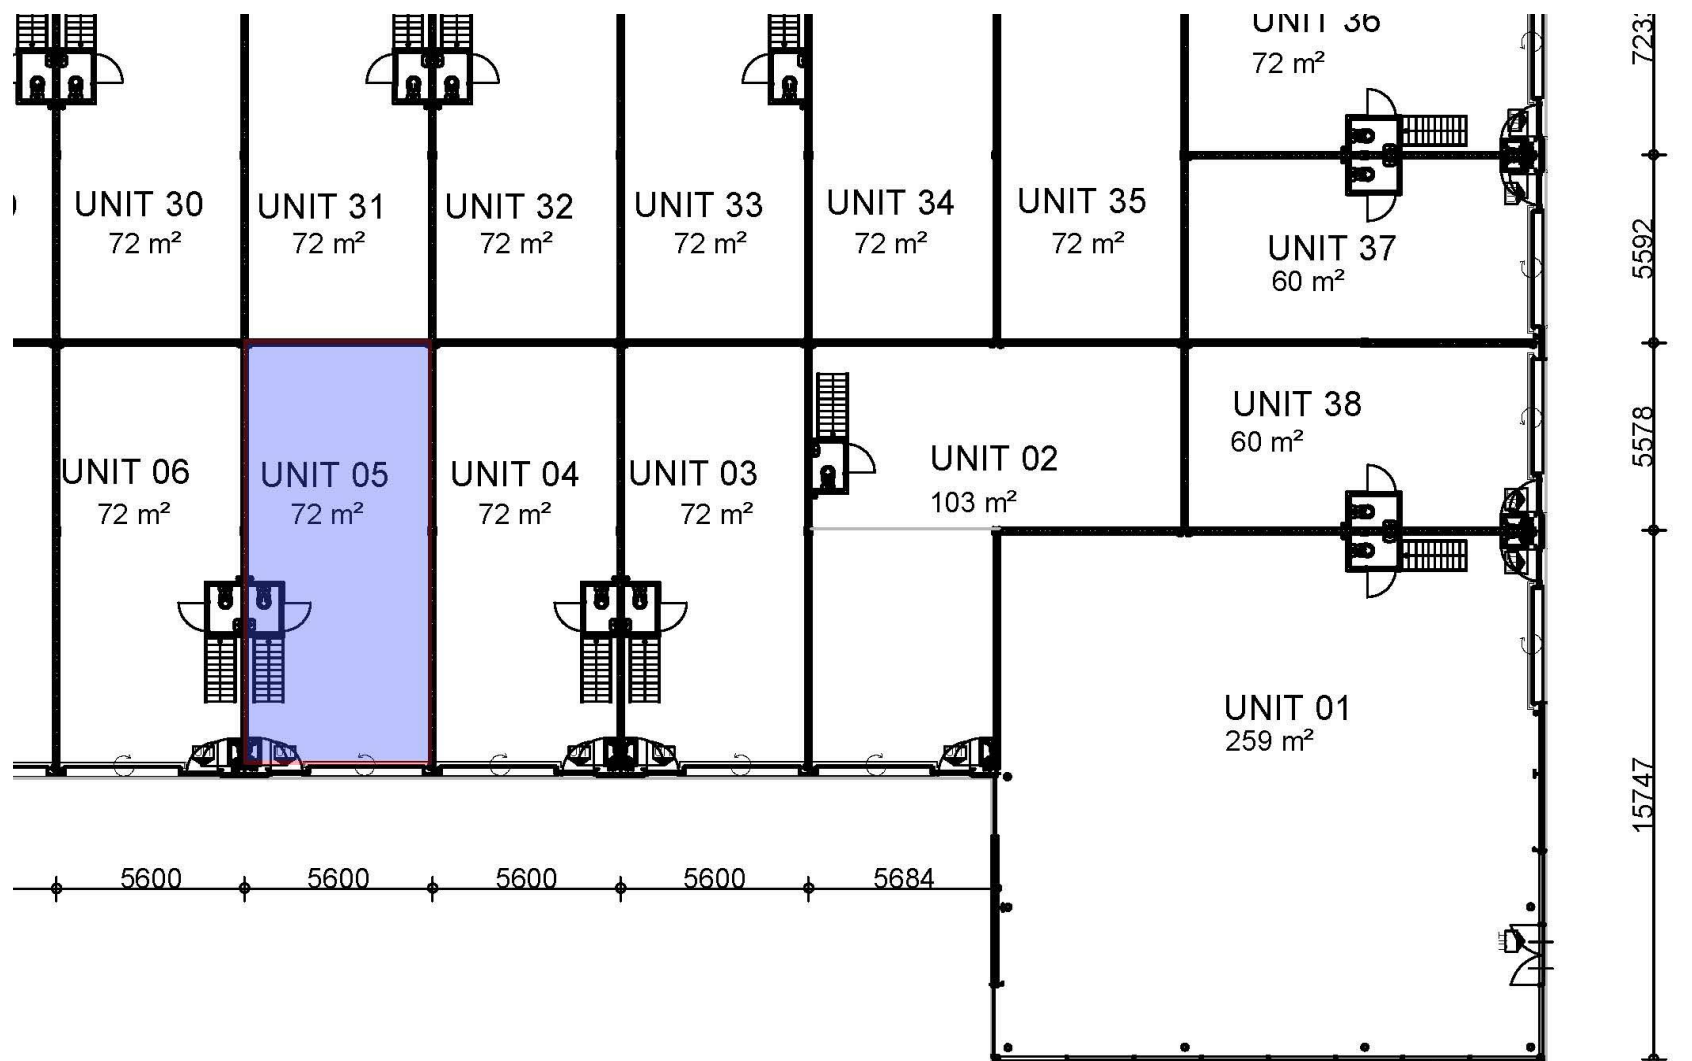 UNIT 36
72 m²
UNIT 30
72 m²
UNIT 31
72 m²
UNIT 32
72 m²
UNIT 33
72 m²
UNIT 34
72 m²
UNIT 35
72 m²
UNIT 37
60 m²
5592
UNIT 06
72 m²
UNIT 05
72 m²
UNIT 04
72 m²
UNIT 03
72 m²
UNIT 02
103 m²
UNIT 38
60 m²
5578
UNIT 01
259 m²
15747
5600
5600
5600
5600
5684